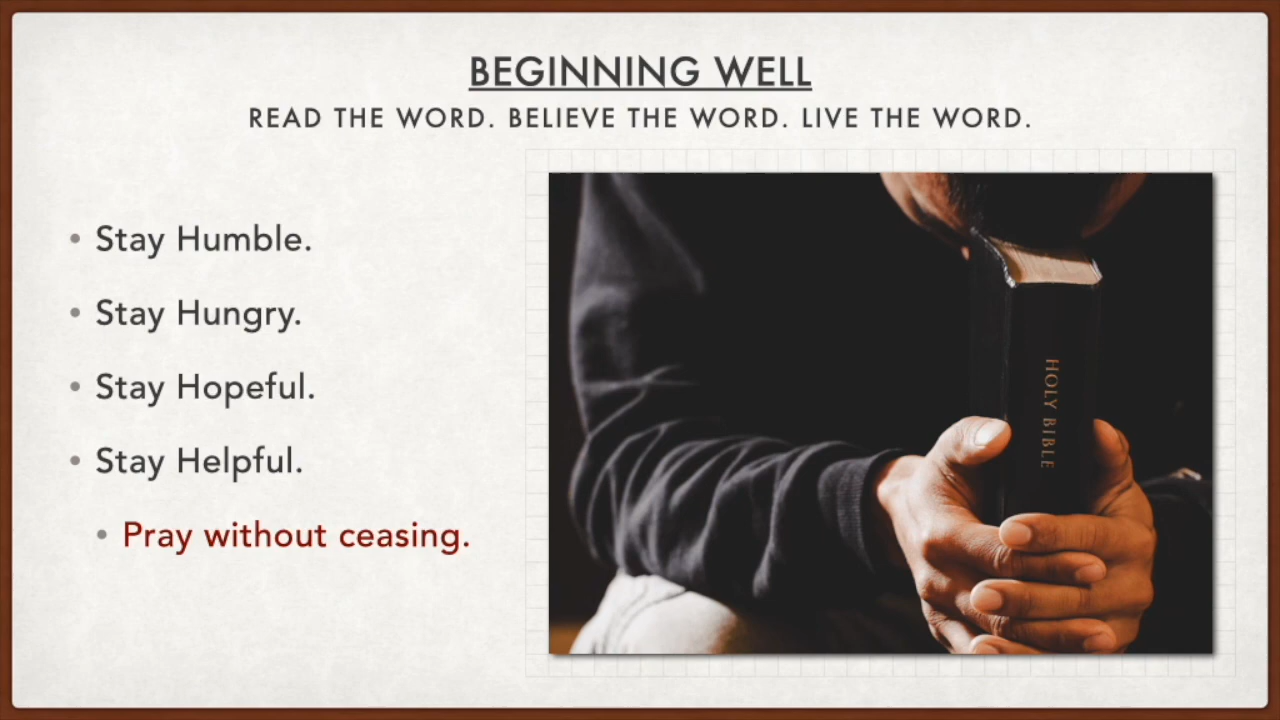 BEGINNING WELL
READ THE WORD. BELIEVE THE WORD. LIVE THE WORD.
• Stay Humble.
• Stay Hungry.
• Stay Hopeful.
• Stay Helpful.
• Pray without ceasing.
HOLY BIBLE